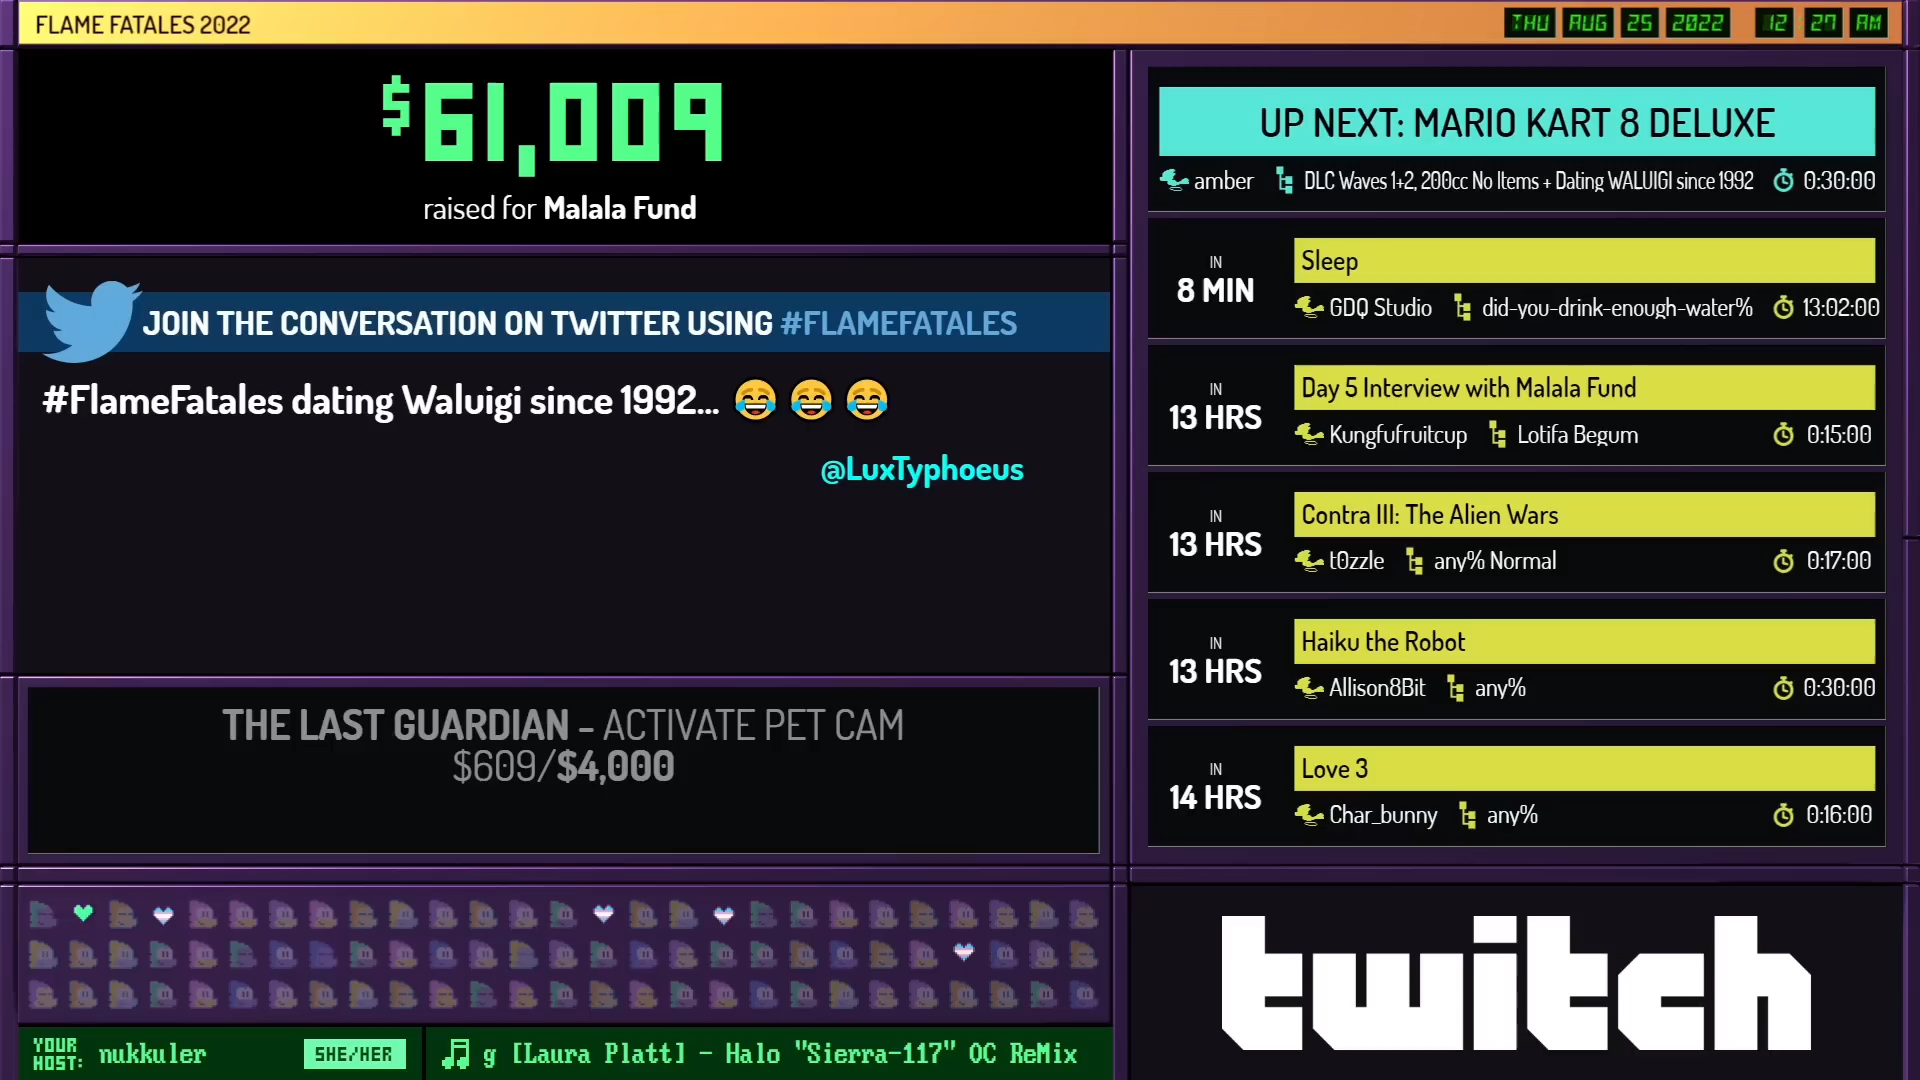 FLAME FATALES 2022
THU AUG 25 2022 12 27 AM
$61,009
raised for Malala Fund
JOIN THE CONVERSATION ON TWITTER USING #FLAMEFATALES
#FlameFatales dating Waluigi since 1992... 😂 😂 😂
@LuxTyphoeus
THE LAST GUARDIAN - ACTIVATE PET CAM
$609/$4,000
YOUR HOST: nukkuler SHE/HER
g [Laura Platt] - Halo "Sierra-117" OC ReMix
UP NEXT: MARIO KART 8 DELUXE
amber DLC Waves 1+2, 200cc No Items + Dating WALUIGI since 1992 0:30:00
IN 8 MIN
Sleep
GDQ Studio did-you-drink-enough-water% 13:02:00
IN 13 HRS
Day 5 Interview with Malala Fund
Kungfufruitcup Lotifa Begum 0:15:00
IN 13 HRS
Contra III: The Alien Wars
t0zzle any% Normal 0:17:00
IN 13 HRS
Haiku the Robot
Allison8Bit any% 0:30:00
IN 14 HRS
Love 3
Char_bunny any% 0:16:00
twitch